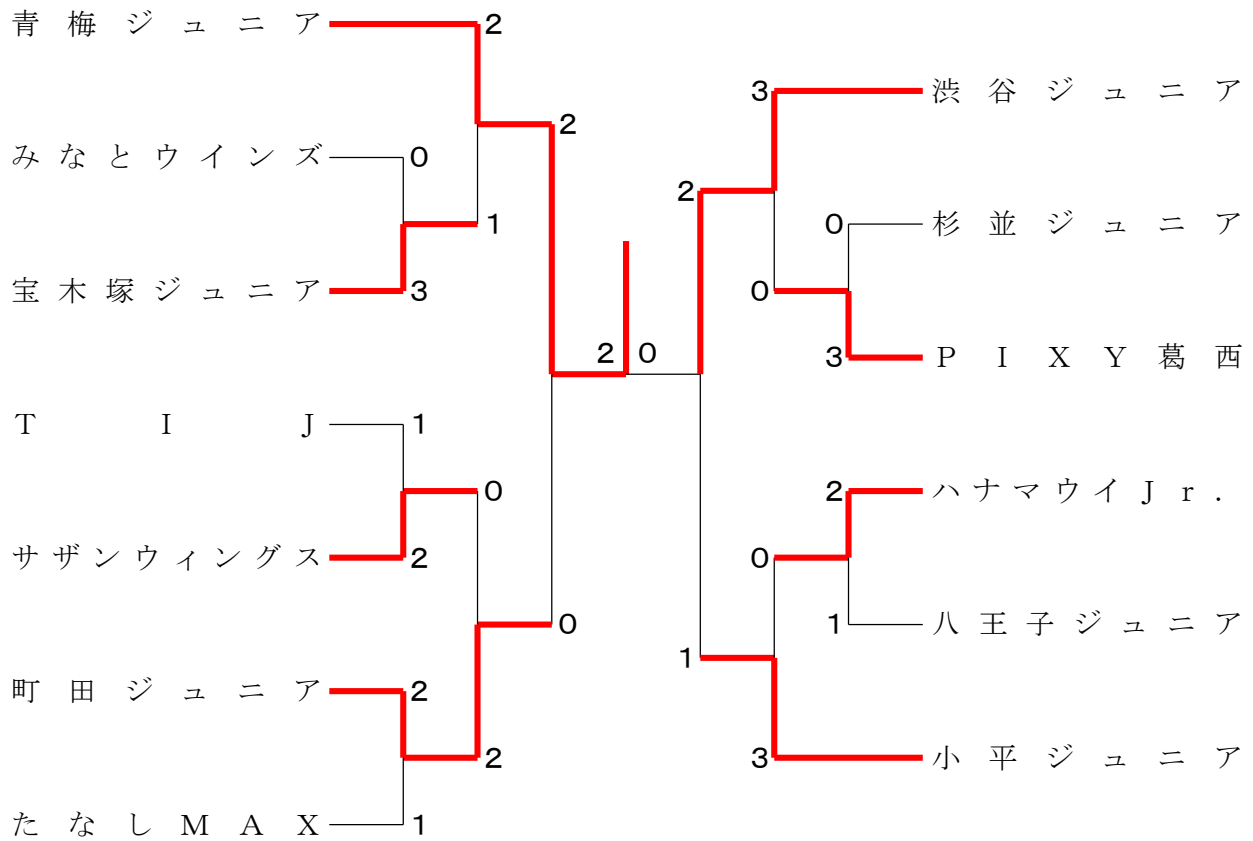 青梅ジュニア 2
渋谷ジュニア 3
2
みなとウインズ 0
2
杉並ジュニア 0
1
宝木塚ジュニア 3
0
PIXY葛西 3
2 0
TIJ 1
0
ハナマウイJr. 2
サザンウィングス 2
0
0
八王子ジュニア 1
1
町田ジュニア 2
2
小平ジュニア 3
たなしMAX 1